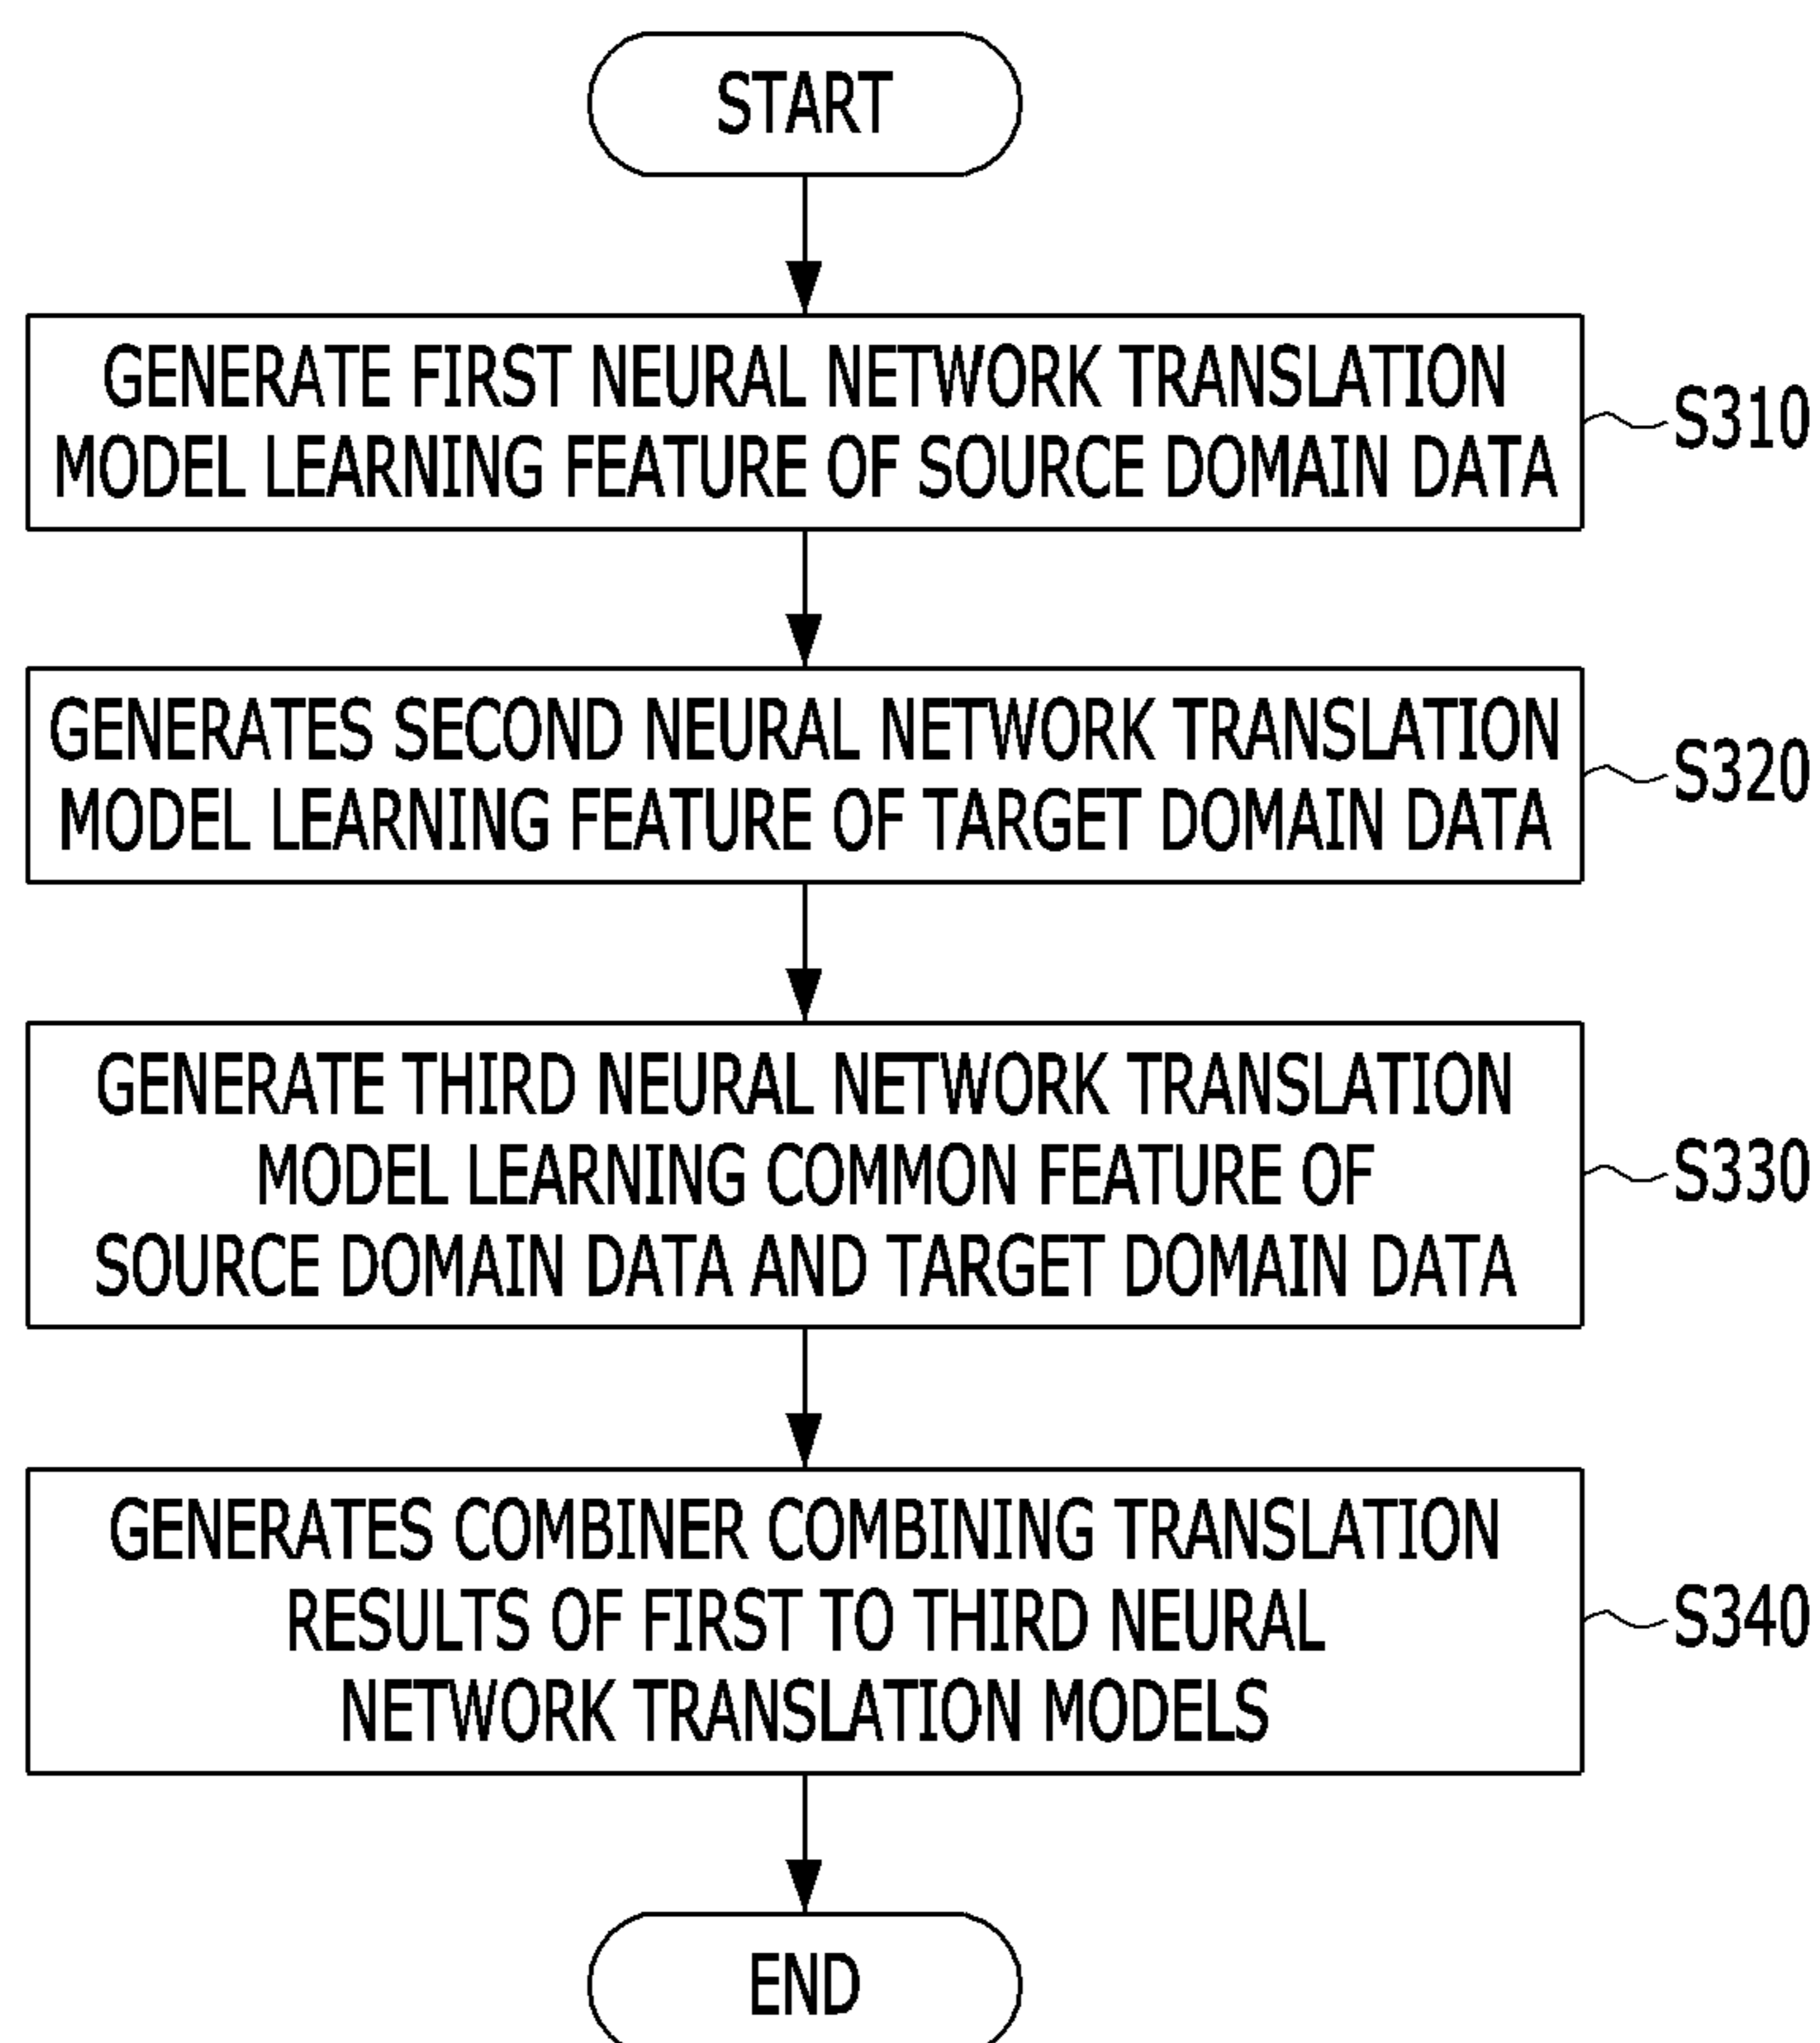 START
GENERATE FIRST NEURAL NETWORK TRANSLATION
MODEL LEARNING FEATURE OF SOURCE DOMAIN DATA
S310
GENERATES SECOND NEURAL NETWORK TRANSLATION
MODEL LEARNING FEATURE OF TARGET DOMAIN DATA
S320
GENERATE THIRD NEURAL NETWORK TRANSLATION
MODEL LEARNING COMMON FEATURE OF
SOURCE DOMAIN DATA AND TARGET DOMAIN DATA
S330
GENERATES COMBINER COMBINING TRANSLATION
RESULTS OF FIRST TO THIRD NEURAL
NETWORK TRANSLATION MODELS
S340
END